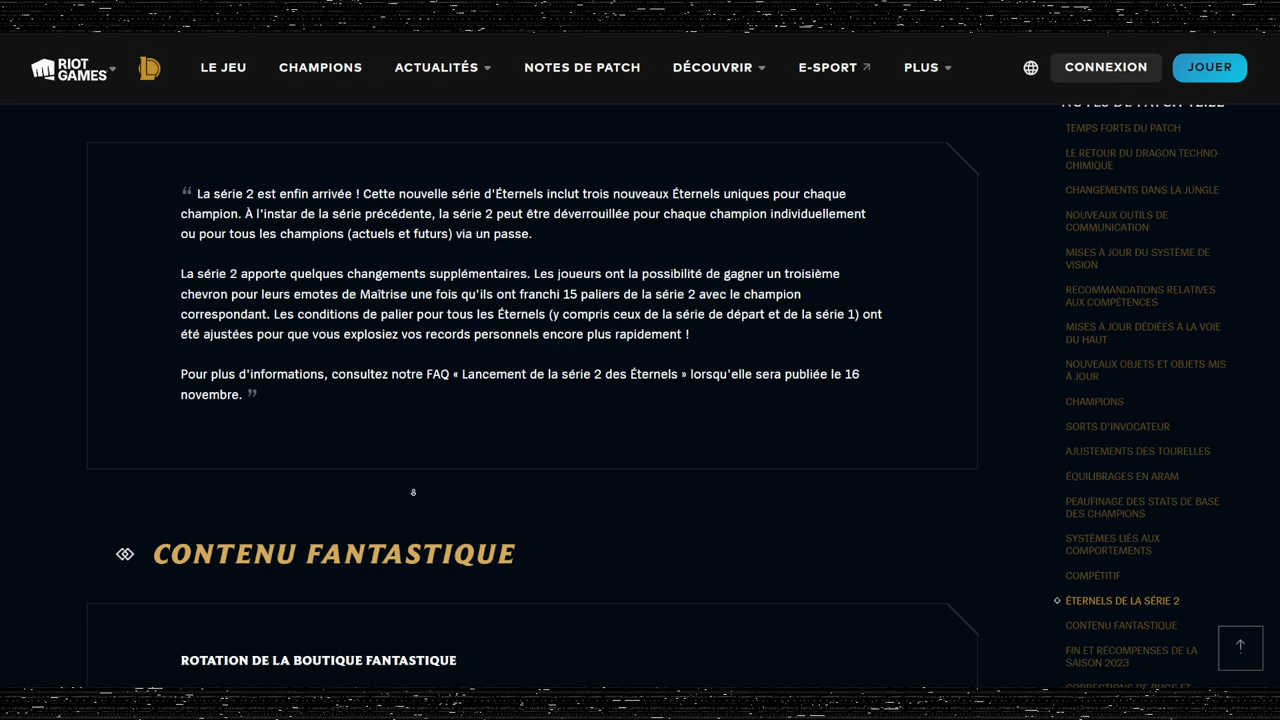 RIOT GAMES
LE JEU
CHAMPIONS
ACTUALITÉS
NOTES DE PATCH
DÉCOUVRIR
E-SPORT
PLUS
CONNEXION
JOUER
“ La série 2 est enfin arrivée ! Cette nouvelle série d'Éternels inclut trois nouveaux Éternels uniques pour chaque
champion. À l'instar de la série précédente, la série 2 peut être déverrouillée pour chaque champion individuellement
ou pour tous les champions (actuels et futurs) via un passe.
La série 2 apporte quelques changements supplémentaires. Les joueurs ont la possibilité de gagner un troisième
chevron pour leurs emotes de Maîtrise une fois qu'ils ont franchi 15 paliers de la série 2 avec le champion
correspondant. Les conditions de palier pour tous les Éternels (y compris ceux de la série de départ et de la série 1) ont
été ajustées pour que vous explosiez vos records personnels encore plus rapidement !
Pour plus d'informations, consultez notre FAQ « Lancement de la série 2 des Éternels » lorsqu'elle sera publiée le 16
novembre. ”
CONTENU FANTASTIQUE
ROTATION DE LA BOUTIQUE FANTASTIQUE
NOTES DE PATCH 12.22
TEMPS FORTS DU PATCH
LE RETOUR DU DRAGON TECHNO-
CHIMIQUE
CHANGEMENTS DANS LA JUNGLE
NOUVEAUX OUTILS DE
COMMUNICATION
MISES À JOUR DU SYSTÈME DE
VISION
RECOMMANDATIONS RELATIVES
AUX COMPÉTENCES
MISES À JOUR DÉDIÉES À LA VOIE
DU HAUT
NOUVEAUX OBJETS ET OBJETS MIS
À JOUR
CHAMPIONS
SORTS D'INVOCATEUR
AJUSTEMENTS DES TOURELLES
ÉQUILIBRAGES EN ARAM
PEAUFINAGE DES STATS DE BASE
DES CHAMPIONS
SYSTÈMES LIÉS AUX
COMPORTEMENTS
COMPÉTITIF
ÉTERNELS DE LA SÉRIE 2
CONTENU FANTASTIQUE
FIN ET RÉCOMPENSES DE LA
SAISON 2023
CORRECTIONS DE BUGS ET